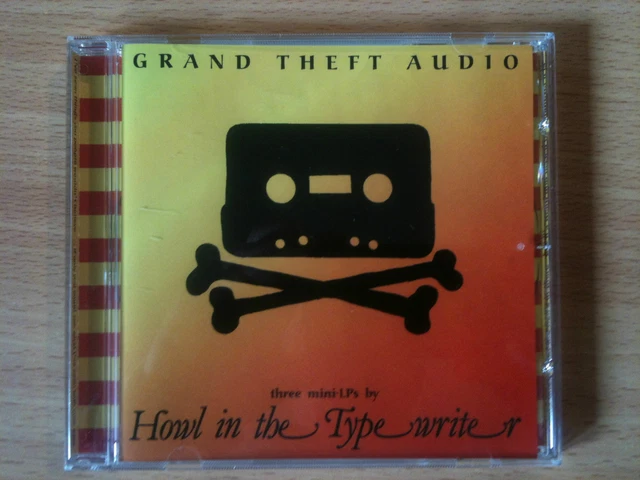 GRAND THEFT AUDIO
three mini-LPs by
Howl in the Typewriter